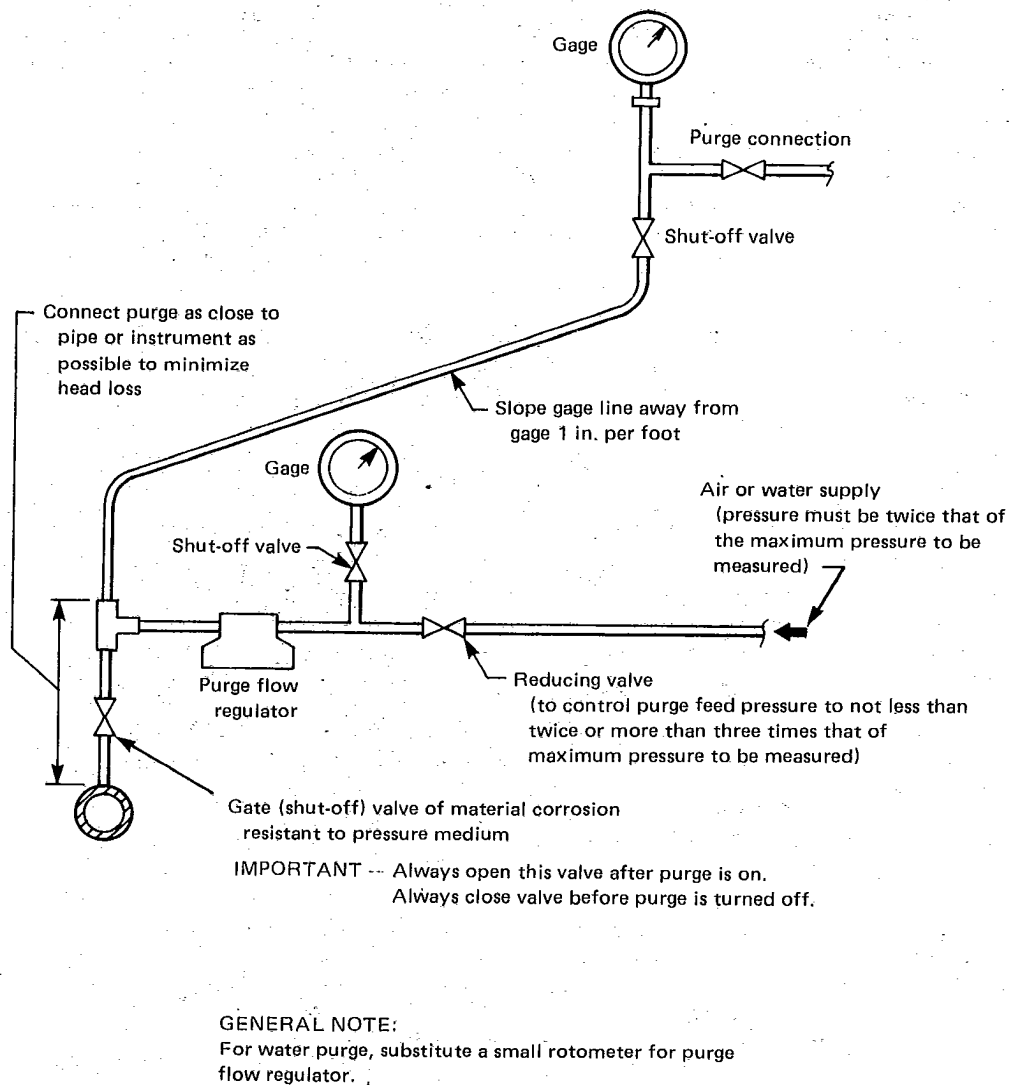 Gage
Purge connection
Shut-off valve
Connect purge as close to
pipe or instrument as
possible to minimize
head loss
Slope gage line away from
gage 1 in. per foot
Gage
Air or water supply
(pressure must be twice that of
the maximum pressure to be
measured)
Shut-off valve
Purge flow
regulator
Reducing valve
(to control purge feed pressure to not less than
twice or more than three times that of
maximum pressure to be measured)
Gate (shut-off) valve of material corrosion
resistant to pressure medium
IMPORTANT -- Always open this valve after purge is on.
Always close valve before purge is turned off.
GENERAL NOTE:
For water purge, substitute a small rotometer for purge
flow regulator.